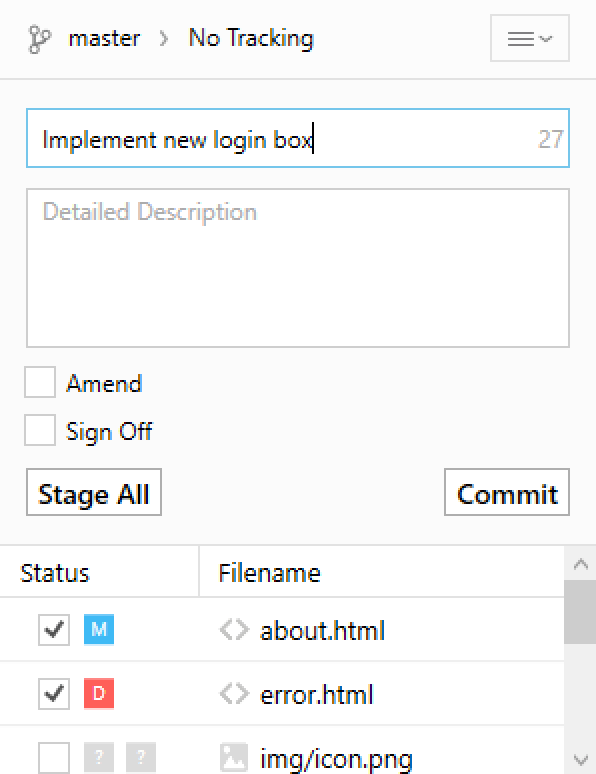 master No Tracking
Implement new login box 27
Detailed Description
Amend
Sign Off
Stage All Commit
Status Filename
M about.html
D error.html
? ? img/icon.png